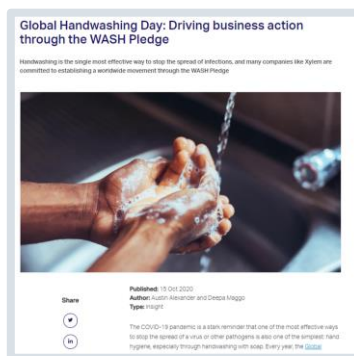 Global Handwashing Day: Driving business action
through the WASH Pledge
Handwashing is the single most effective way to stop the spread of infections, and many companies like Xylem are
committed to establishing a worldwide movement through the WASH Pledge
Published: 15 Oct 2020
Share
Author: Austin Alexander and Deepa Maggo
Type: Insight
The COVID-19 pandemic is a stark reminder that one of the most effective ways
to stop the spread of a virus or other pathogens is also one of the simplest: hand
in
hygiene, especially through handwashing with soap. Every year, the Global